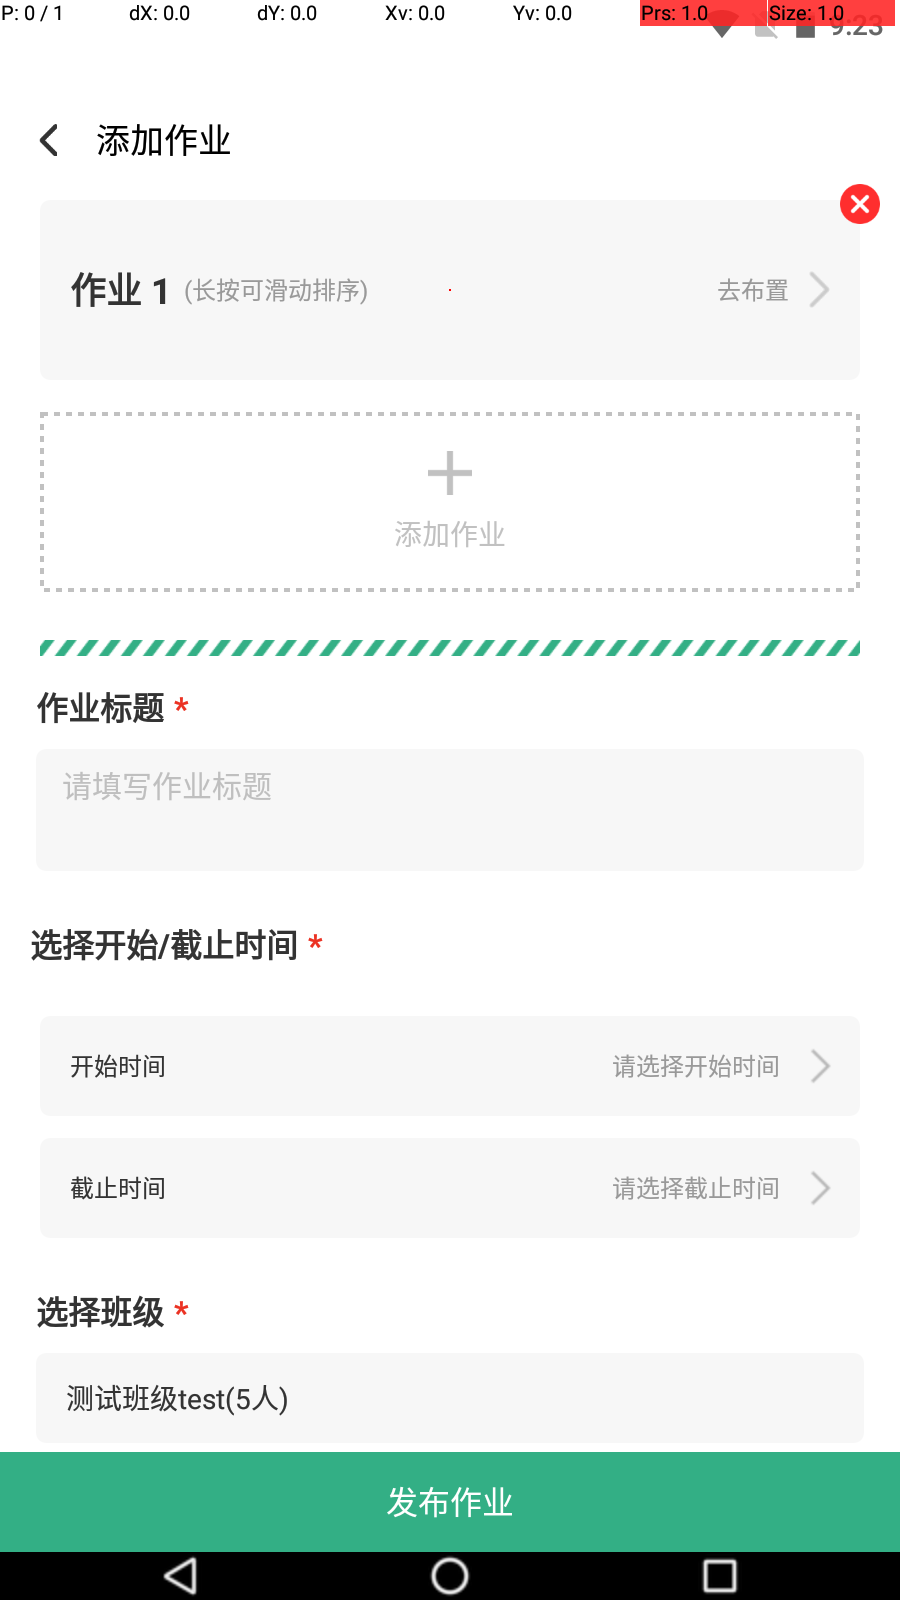 P: 0 / 1 dX: 0.0 dY: 0.0 Xv: 0.0 Yv: 0.0 Prs: 1.0 Size: 1.0
9:23
添加作业
作业 1 (长按可滑动排序) 去布置
添加作业
作业标题 *
请填写作业标题
选择开始/截止时间 *
开始时间 请选择开始时间
截止时间 请选择截止时间
选择班级 *
测试班级test(5人)
发布作业